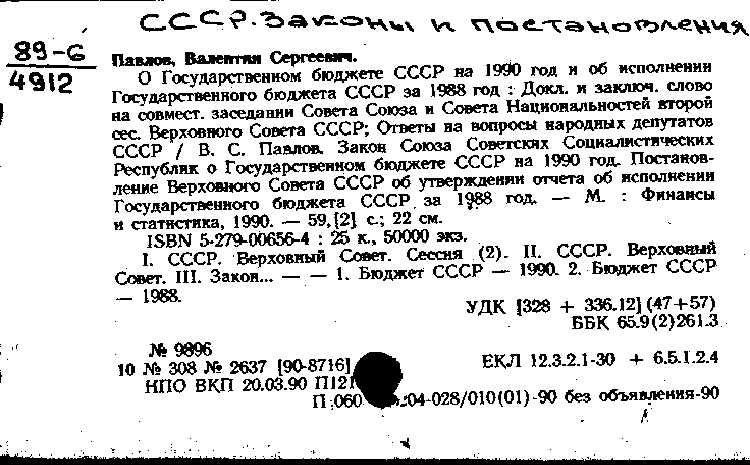 СССР. Законы и постановления
89-6
4912
Павлов, Валентин Сергеевич.
О Государственном бюджете СССР на 1990 год и об исполнении
Государственного бюджета СССР за 1988 год : Докл. и заключ. слово
на совмест. заседании Совета Союза и Совета Национальностей второй
сес. Верховного Совета СССР; Ответы на вопросы народных депутатов
СССР / В. С. Павлов. Закон Союза Советских Социалистических
Республик о Государственном бюджете СССР на 1990 год. Постанов-
ление Верховного Совета СССР об утверждении отчета об исполнении
Государственного бюджета СССР за 1988 год. — М. : Финансы
и статистика, 1990. — 59,[2] с.; 22 см.
ISBN 5-279-00656-4 : 25 к., 50000 экз.
I. СССР. Верховный Совет. Сессия (2). II. СССР. Верховный
Совет. III. Закон... — — 1. Бюджет СССР — 1990. 2. Бюджет СССР
— 1988.
УДК [328 + 336.12] (47+57)
ББК 65.9(2)261.3
№ 9896
10 № 308 № 2637 [90-8716]
ЕКЛ 12.3.2.1-30 + 6.5.1.2.4
НПО ВКП 20.03.90 П121
П-060 04-028/010(01)-90 без объявления-90